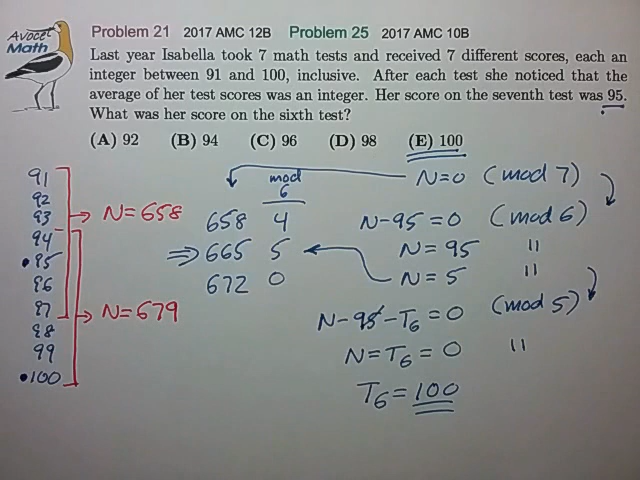 Avocet
Math
Problem 21 2017 AMC 12B Problem 25 2017 AMC 10B
Last year Isabella took 7 math tests and received 7 different scores, each an
integer between 91 and 100, inclusive. After each test she noticed that the
average of her test scores was an integer. Her score on the seventh test was 95.
What was her score on the sixth test?
(A) 92 (B) 94 (C) 96 (D) 98 (E) 100
91
92
93
94
95
96
97
98
99
100
N=658
N=679
mod
6
658 4
⇒ 665 5
672 0
N=0 (mod 7)
N-95=0 (mod 6)
N=95 "
N=5 "
N-95-T6=0 (mod 5)
N=T6=0 "
T6=100